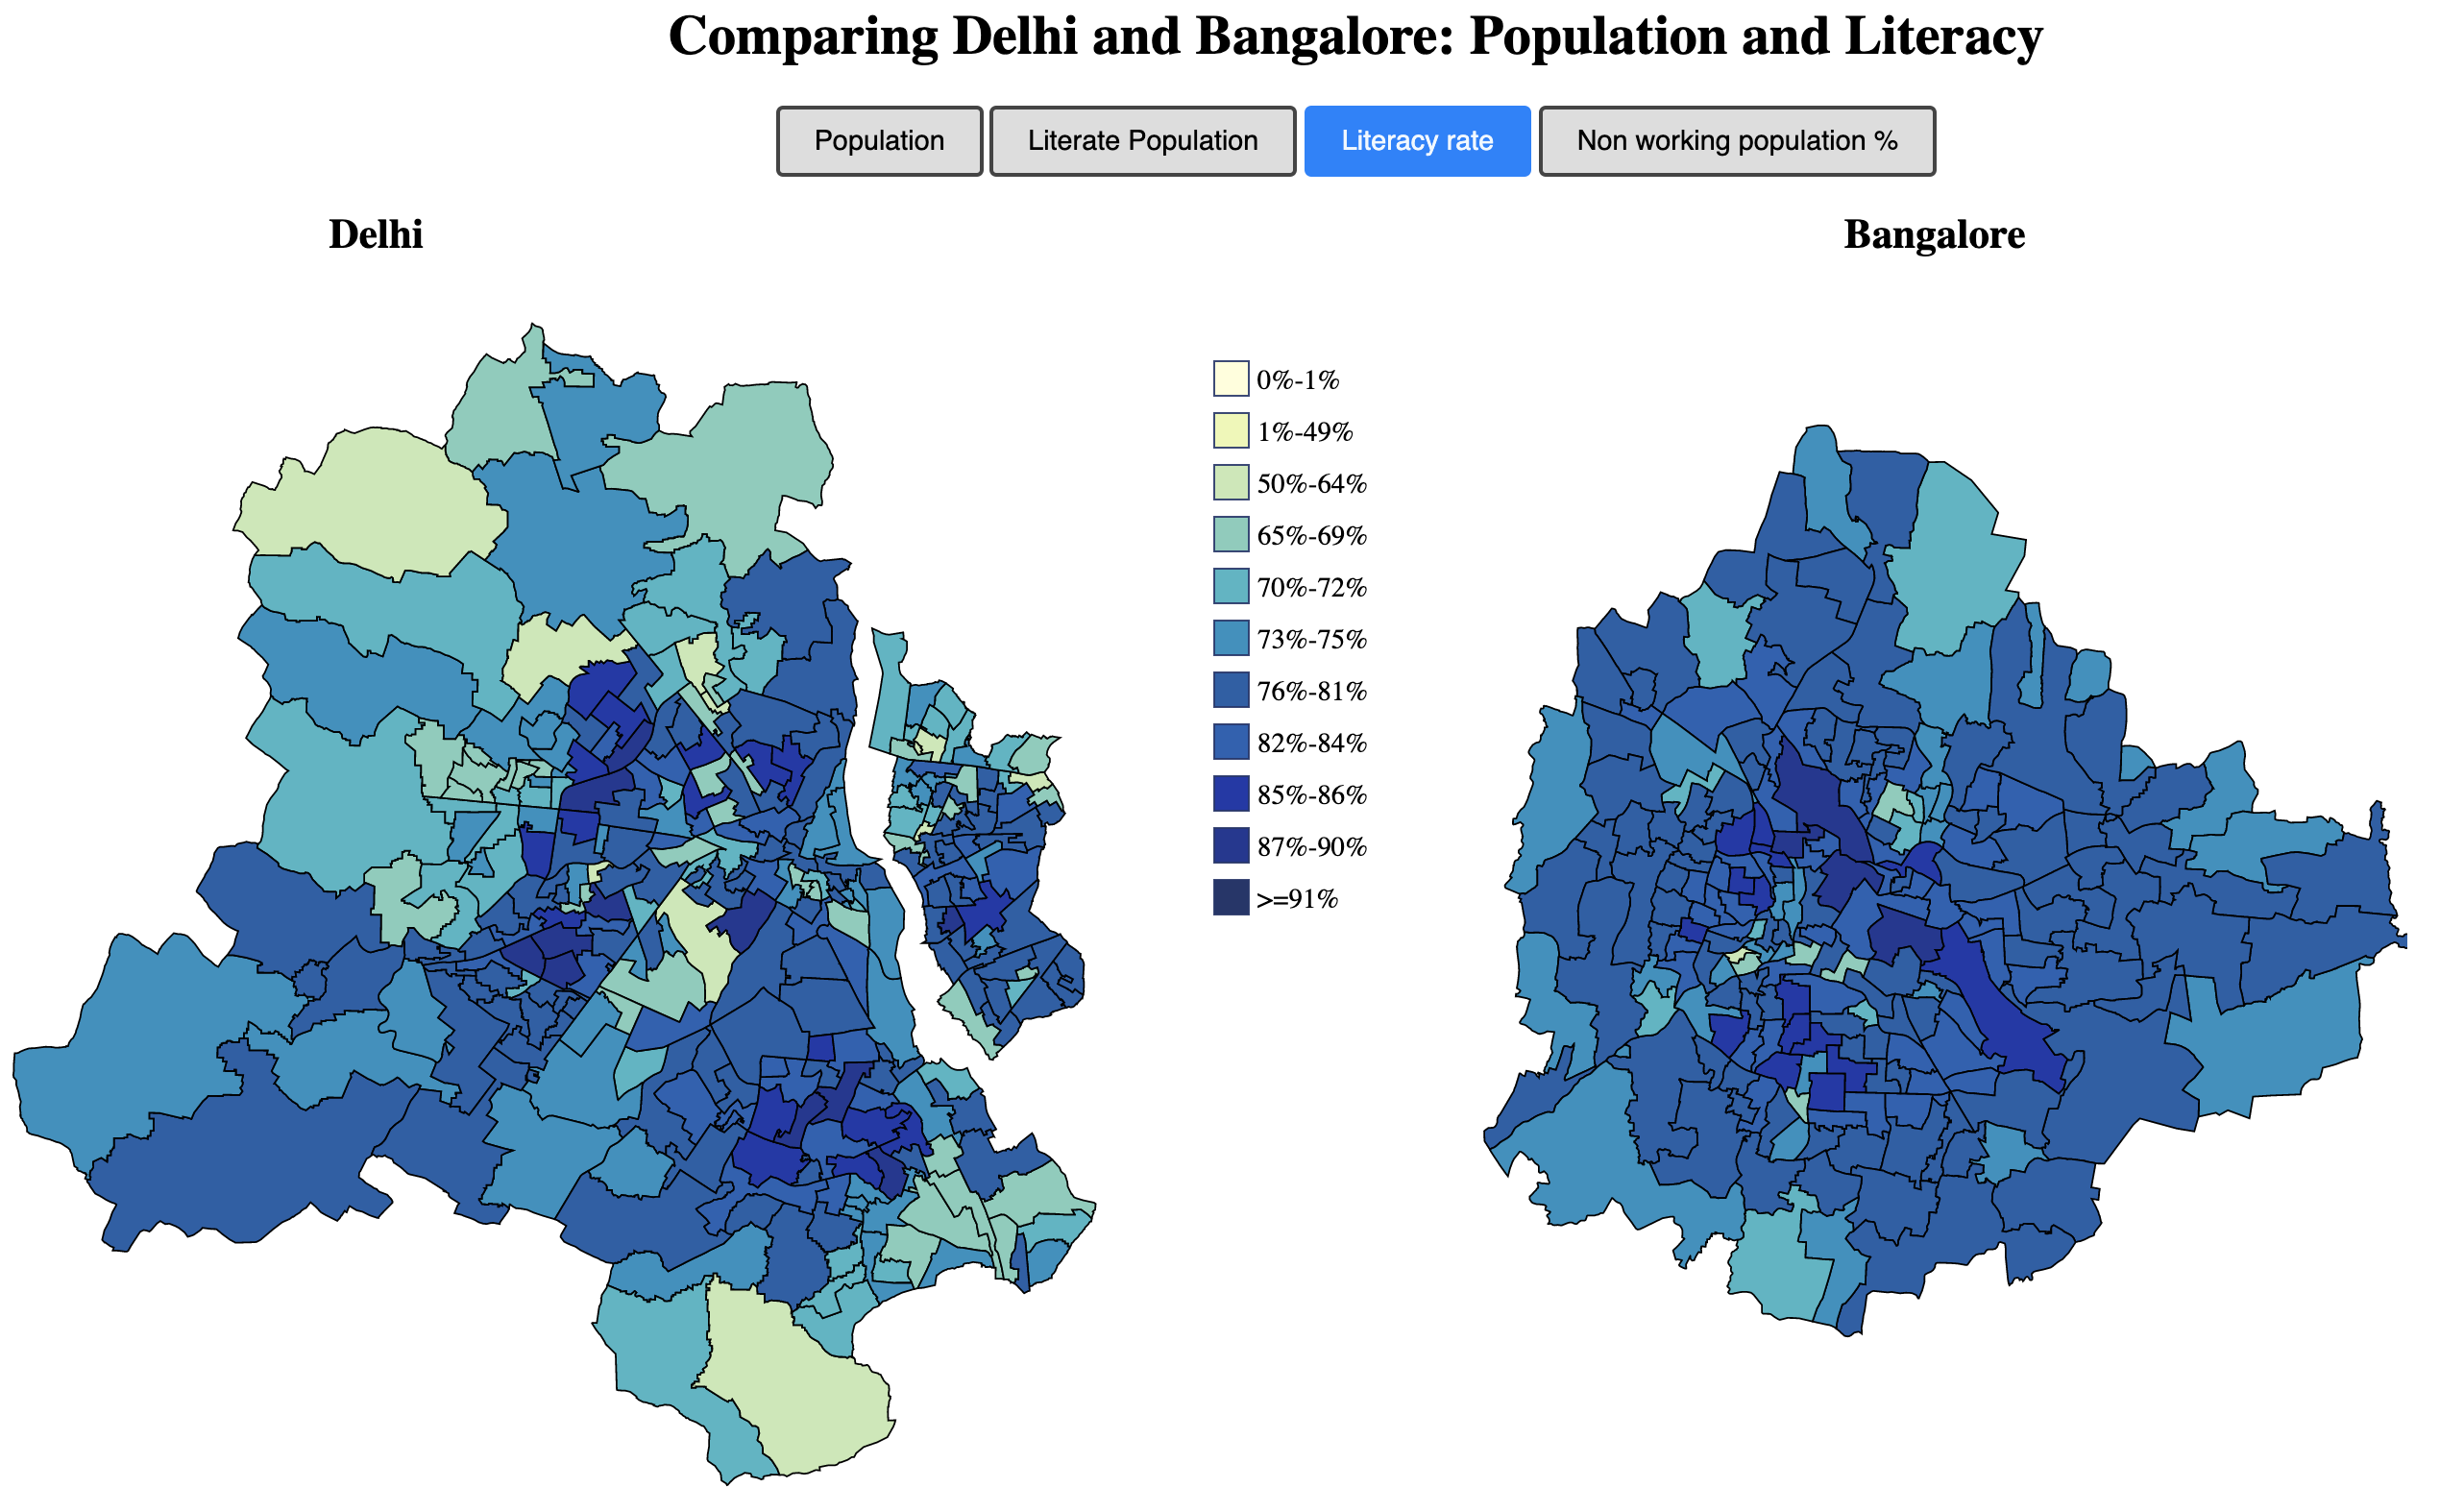 Comparing Delhi and Bangalore: Population and Literacy
Population
Literate Population
Literacy rate
Non working population %
Delhi
Bangalore
0%-1%
1%-49%
50%-64%
65%-69%
70%-72%
73%-75%
76%-81%
82%-84%
85%-86%
87%-90%
>=91%